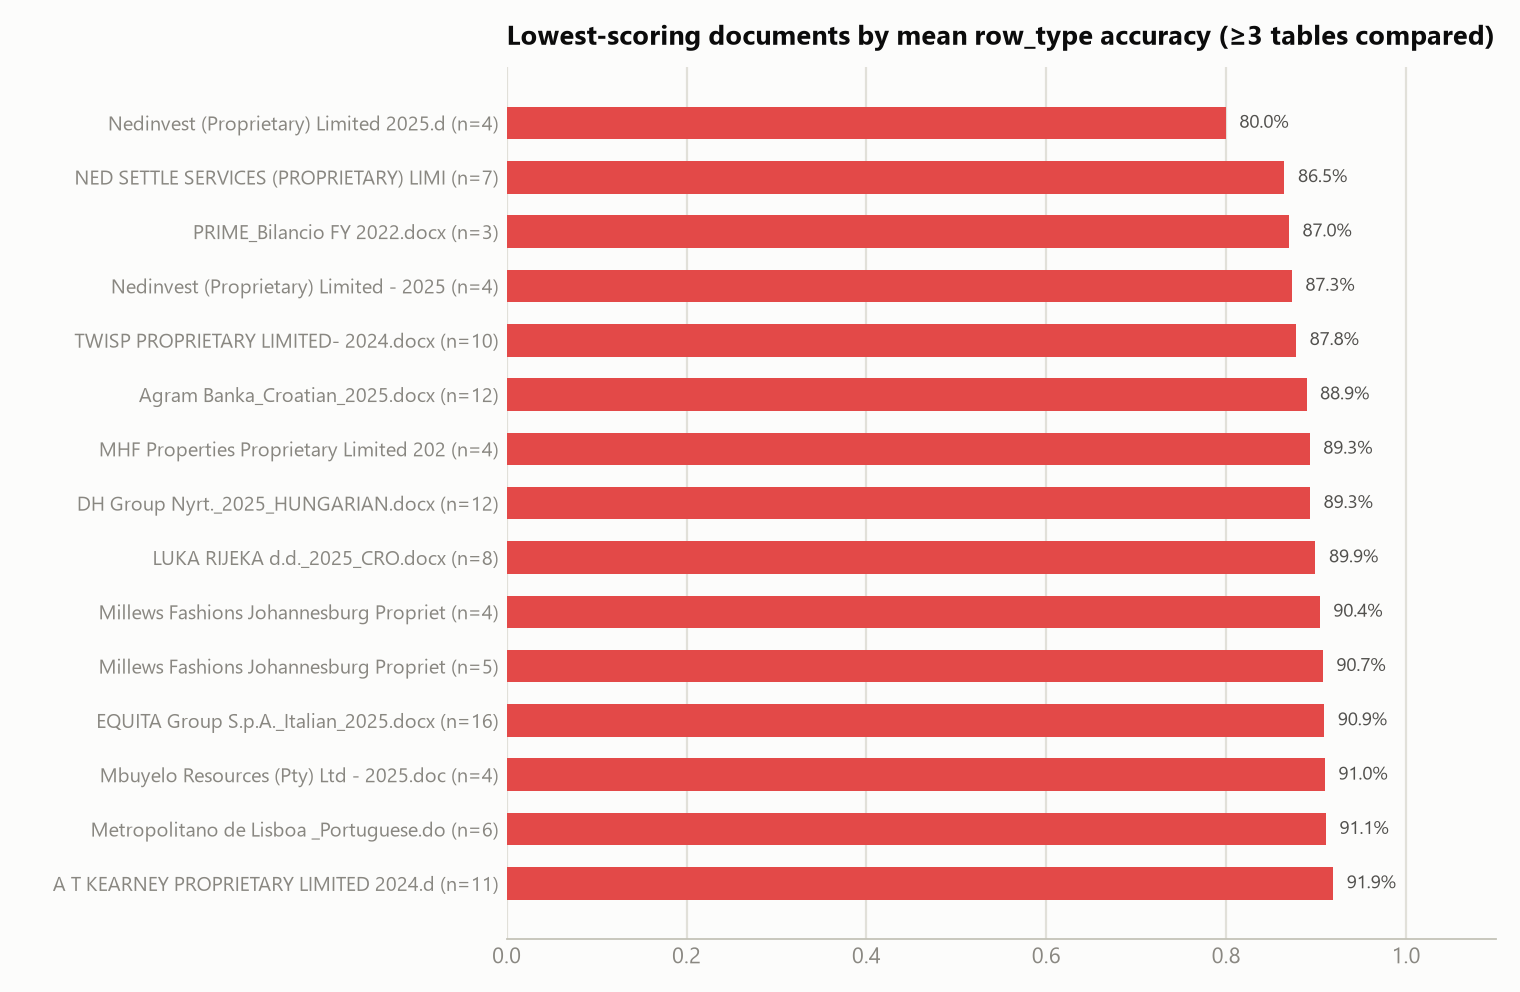 Lowest-scoring documents by mean row_type accuracy (≥3 tables compared)
Nedinvest (Proprietary) Limited 2025.d (n=4) 80.0%
NED SETTLE SERVICES (PROPRIETARY) LIMI (n=7) 86.5%
PRIME_Bilancio FY 2022.docx (n=3) 87.0%
Nedinvest (Proprietary) Limited - 2025 (n=4) 87.3%
TWISP PROPRIETARY LIMITED- 2024.docx (n=10) 87.8%
Agram Banka_Croatian_2025.docx (n=12) 88.9%
MHF Properties Proprietary Limited 202 (n=4) 89.3%
DH Group Nyrt._2025_HUNGARIAN.docx (n=12) 89.3%
LUKA RIJEKA d.d._2025_CRO.docx (n=8) 89.9%
Millews Fashions Johannesburg Propriet (n=4) 90.4%
Millews Fashions Johannesburg Propriet (n=5) 90.7%
EQUITA Group S.p.A._Italian_2025.docx (n=16) 90.9%
Mbuyelo Resources (Pty) Ltd - 2025.doc (n=4) 91.0%
Metropolitano de Lisboa _Portuguese.do (n=6) 91.1%
A T KEARNEY PROPRIETARY LIMITED 2024.d (n=11) 91.9%
0.0 0.2 0.4 0.6 0.8 1.0